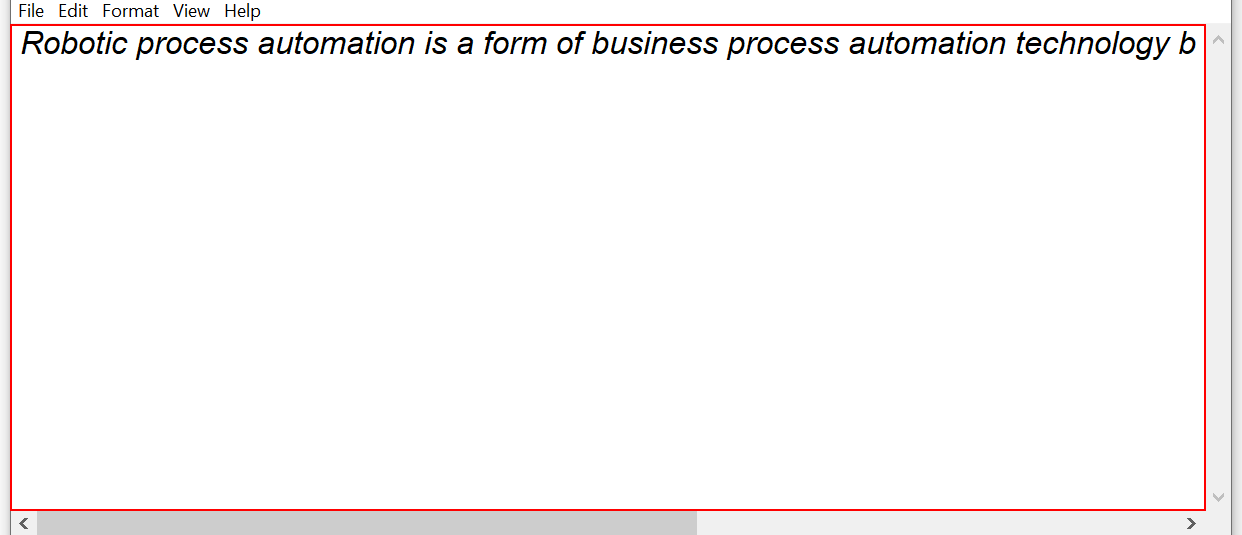 File Edit Format View Help
Robotic process automation is a form of business process automation technology b